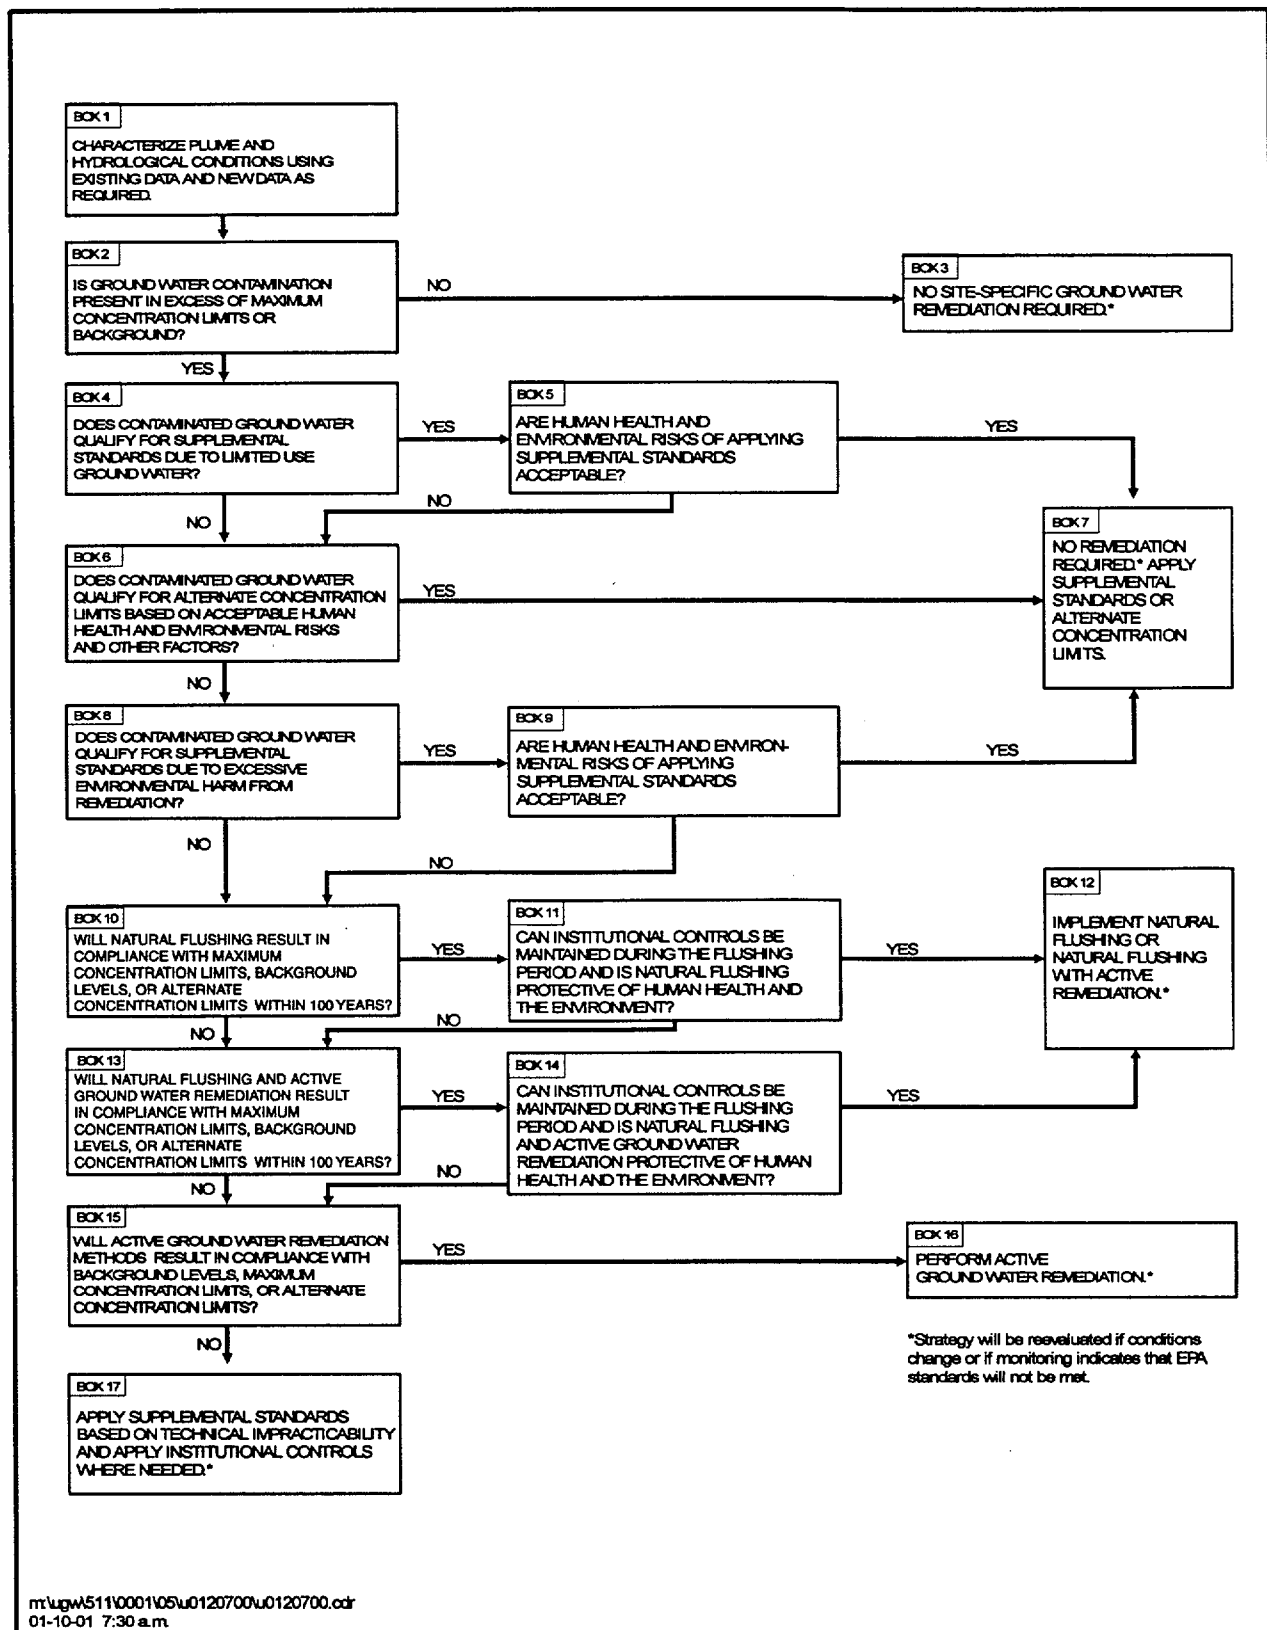 BOX 1
CHARACTERIZE PLUME AND
HYDROLOGICAL CONDITIONS USING
EXISTING DATA AND NEW DATA AS
REQUIRED.
BOX 2
IS GROUND WATER CONTAMINATION
PRESENT IN EXCESS OF MAXIMUM
CONCENTRATION LIMITS OR
BACKGROUND?
NO
BOX 3
NO SITE-SPECIFIC GROUND WATER
REMEDIATION REQUIRED.*
YES
BOX 4
DOES CONTAMINATED GROUND WATER
QUALIFY FOR SUPPLEMENTAL
STANDARDS DUE TO LIMITED USE
GROUND WATER?
YES
BOX 5
ARE HUMAN HEALTH AND
ENVIRONMENTAL RISKS OF APPLYING
SUPPLEMENTAL STANDARDS
ACCEPTABLE?
YES
NO
NO
BOX 6
DOES CONTAMINATED GROUND WATER
QUALIFY FOR ALTERNATE CONCENTRATION
LIMITS BASED ON ACCEPTABLE HUMAN
HEALTH AND ENVIRONMENTAL RISKS
AND OTHER FACTORS?
YES
BOX 7
NO REMEDIATION
REQUIRED.* APPLY
SUPPLEMENTAL
STANDARDS OR
ALTERNATE
CONCENTRATION
LIMITS.
NO
BOX 8
DOES CONTAMINATED GROUND WATER
QUALIFY FOR SUPPLEMENTAL
STANDARDS DUE TO EXCESSIVE
ENVIRONMENTAL HARM FROM
REMEDIATION?
YES
BOX 9
ARE HUMAN HEALTH AND ENVIRON-
MENTAL RISKS OF APPLYING
SUPPLEMENTAL STANDARDS
ACCEPTABLE?
YES
NO
NO
BOX 10
WILL NATURAL FLUSHING RESULT IN
COMPLIANCE WITH MAXIMUM
CONCENTRATION LIMITS, BACKGROUND
LEVELS, OR ALTERNATE
CONCENTRATION LIMITS WITHIN 100 YEARS?
YES
BOX 11
CAN INSTITUTIONAL CONTROLS BE
MAINTAINED DURING THE FLUSHING
PERIOD AND IS NATURAL FLUSHING
PROTECTIVE OF HUMAN HEALTH AND
THE ENVIRONMENT?
YES
BOX 12
IMPLEMENT NATURAL
FLUSHING OR
NATURAL FLUSHING
WITH ACTIVE
REMEDIATION.*
NO
NO
BOX 13
WILL NATURAL FLUSHING AND ACTIVE
GROUND WATER REMEDIATION RESULT
IN COMPLIANCE WITH MAXIMUM
CONCENTRATION LIMITS, BACKGROUND
LEVELS, OR ALTERNATE
CONCENTRATION LIMITS WITHIN 100 YEARS?
YES
BOX 14
CAN INSTITUTIONAL CONTROLS BE
MAINTAINED DURING THE FLUSHING
PERIOD AND IS NATURAL FLUSHING
AND ACTIVE GROUND WATER
REMEDIATION PROTECTIVE OF HUMAN
HEALTH AND THE ENVIRONMENT?
YES
NO
NO
BOX 15
WILL ACTIVE GROUND WATER REMEDIATION
METHODS RESULT IN COMPLIANCE WITH
BACKGROUND LEVELS, MAXIMUM
CONCENTRATION LIMITS, OR ALTERNATE
CONCENTRATION LIMITS?
YES
BOX 16
PERFORM ACTIVE
GROUND WATER REMEDIATION.*
NO
*Strategy will be reevaluated if conditions
change or if monitoring indicates that EPA
standards will not be met.
BOX 17
APPLY SUPPLEMENTAL STANDARDS
BASED ON TECHNICAL IMPRACTICABILITY
AND APPLY INSTITUTIONAL CONTROLS
WHERE NEEDED.*
m:\ugw\511\0001\05\u0120700\u0120700.cdr
01-10-01 7:30 a.m.